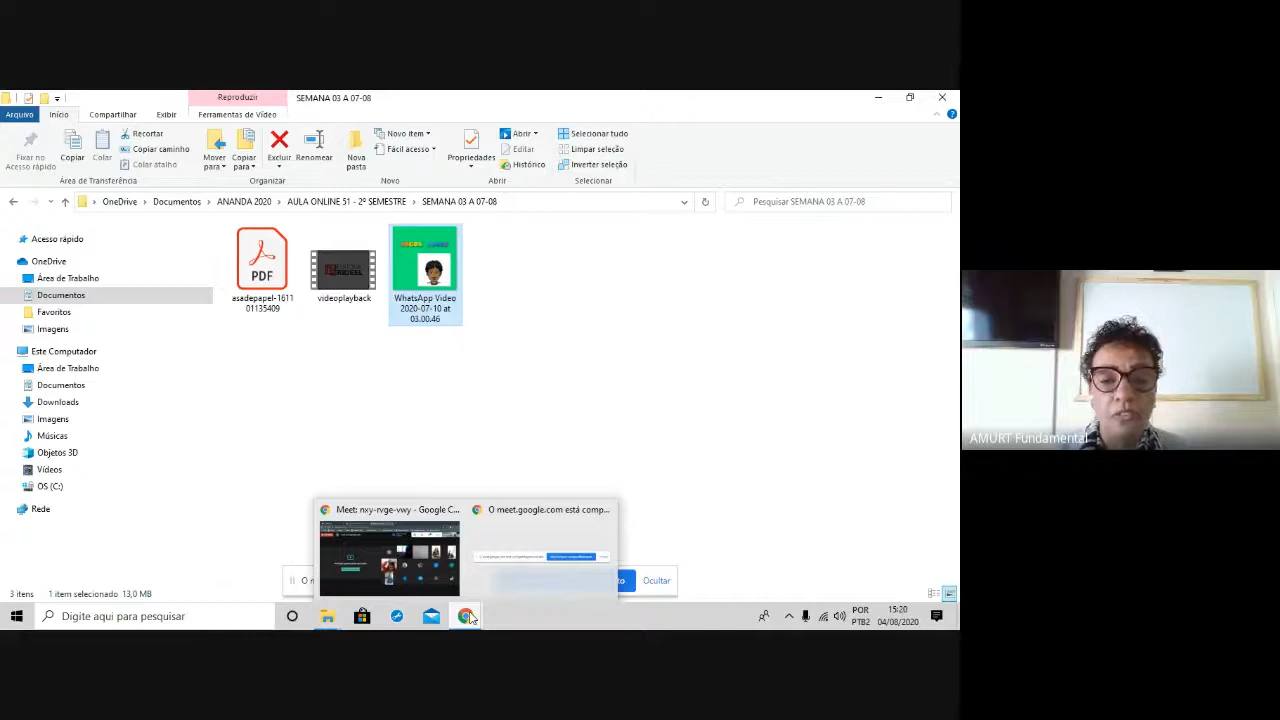 Reproduzir
SEMANA 03 A 07-08
Arquivo
Início
Compartilhar
Exibir
Ferramentas de Vídeo
Fixar no
Acesso rápido
Copiar
Colar
Recortar
Copiar caminho
Colar atalho
Área de Transferência
Mover
para
Copiar
para
Excluir
Renomear
Organizar
Nova
pasta
Novo item
Fácil acesso
Novo
Propriedades
Abrir
Editar
Histórico
Abrir
Selecionar tudo
Limpar seleção
Inverter seleção
Selecionar
OneDrive > Documentos > ANANDA 2020 > AULA ONLINE 51 - 2º SEMESTRE > SEMANA 03 A 07-08
Pesquisar SEMANA 03 A 07-08
Acesso rápido
OneDrive
Área de Trabalho
Documentos
Favoritos
Imagens
Este Computador
Área de Trabalho
Documentos
Downloads
Imagens
Músicas
Objetos 3D
Vídeos
OS (C:)
Rede
PDF
asadepapel-1611
01135409
videoplayback
WhatsApp Video
2020-07-10 at
03.00.46
AMURT Fundamental
Meet: nxy-rvge-vwy - Google C...
O meet.google.com está comp...
O m
to
Ocultar
3 itens
1 item selecionado 13,0 MB
Digite aqui para pesquisar
POR
PTB2
15:20
04/08/2020